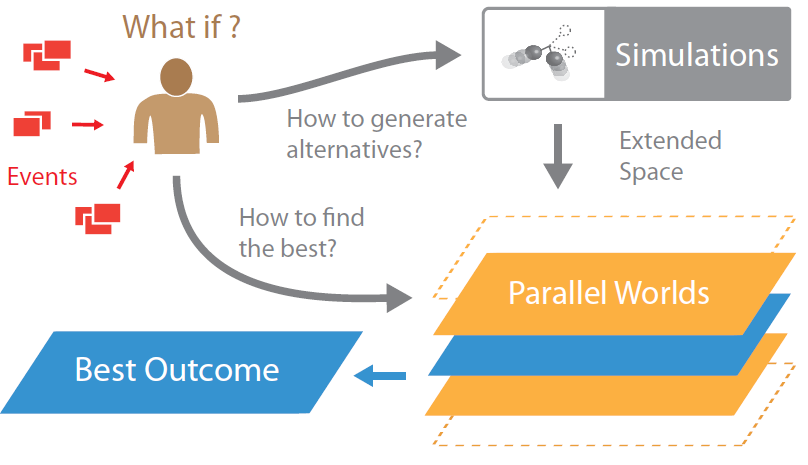 What if ?
Simulations
How to generate
alternatives?
Extended
Space
Events
How to find
the best?
Parallel Worlds
Best Outcome